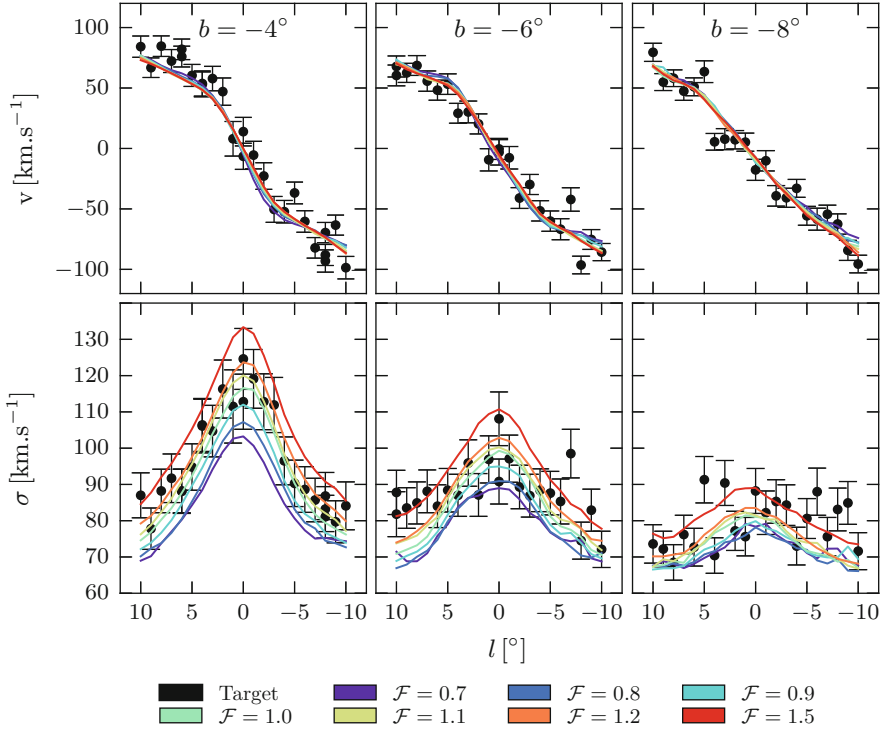 b = −4°
b = −6°
b = −8°
v [km.s⁻¹]
100
50
0
−50
−100
σ [km.s⁻¹]
130
120
110
100
90
80
70
60
10 5 0 −5 −10
10 5 0 −5 −10
10 5 0 −5 −10
l [°]
Target
ℱ = 0.7
ℱ = 0.8
ℱ = 0.9
ℱ = 1.0
ℱ = 1.1
ℱ = 1.2
ℱ = 1.5